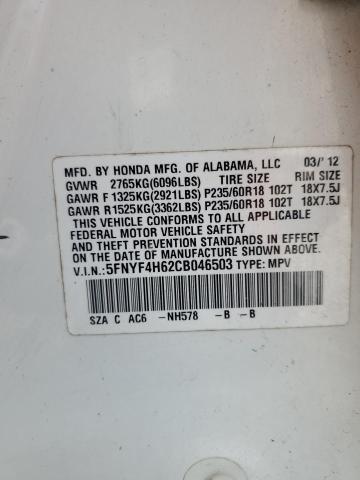 MFD. BY HONDA MFG. OF ALABAMA, LLC 03/'12
GVWR 2765KG(6096LBS) TIRE SIZE RIM SIZE
GAWR F 1325KG(2921LBS) P235/60R18 102T 18X7.5J
GAWR R1525KG(3362LBS) P235/60R18 102T 18X7.5J
THIS VEHICLE CONFORMS TO ALL APPLICABLE
FEDERAL MOTOR VEHICLE SAFETY
AND THEFT PREVENTION STANDARDS IN EFFECT
ON THE DATE OF MANUFACTURE SHOWN ABOVE.
V.I.N.:5FNYF4H62CB046503 TYPE: MPV
SZA C AC6 -NH578 -B -B